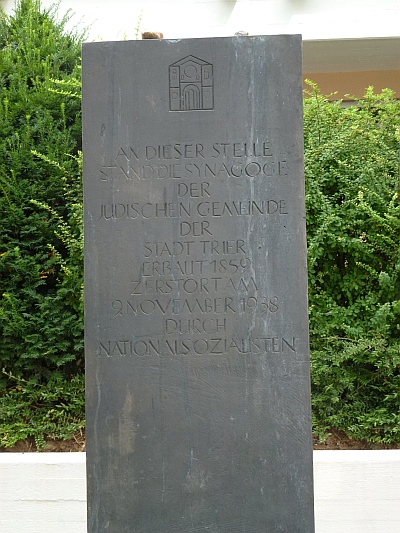 AN DIESER STELLE
STAND DIE SYNAGOGE
DER
JÜDISCHEN GEMEINDE
DER
STADT TRIER
ERBAUT 1859
ZERSTÖRT AM
9. NOVEMBER 1938
DURCH
NATIONALSOZIALISTEN